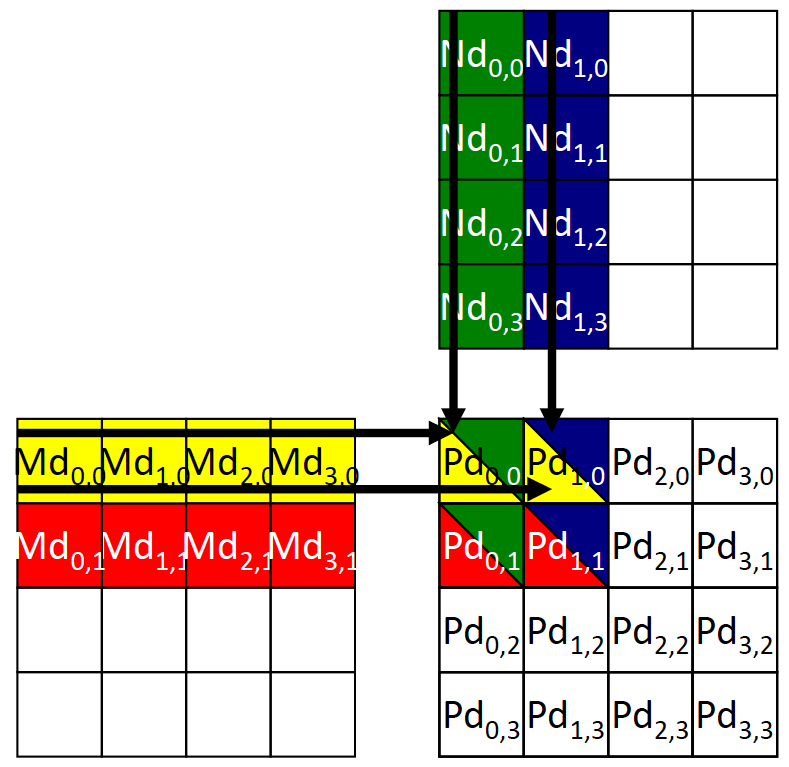 Nd0,0 Nd1,0
Nd0,1 Nd1,1
Nd0,2 Nd1,2
Nd0,3 Nd1,3
Md0,0 Md1,0 Md2,0 Md3,0 Pd0,0 Pd1,0 Pd2,0 Pd3,0
Md0,1 Md1,1 Md2,1 Md3,1 Pd0,1 Pd1,1 Pd2,1 Pd3,1
Pd0,2 Pd1,2 Pd2,2 Pd3,2
Pd0,3 Pd1,3 Pd2,3 Pd3,3